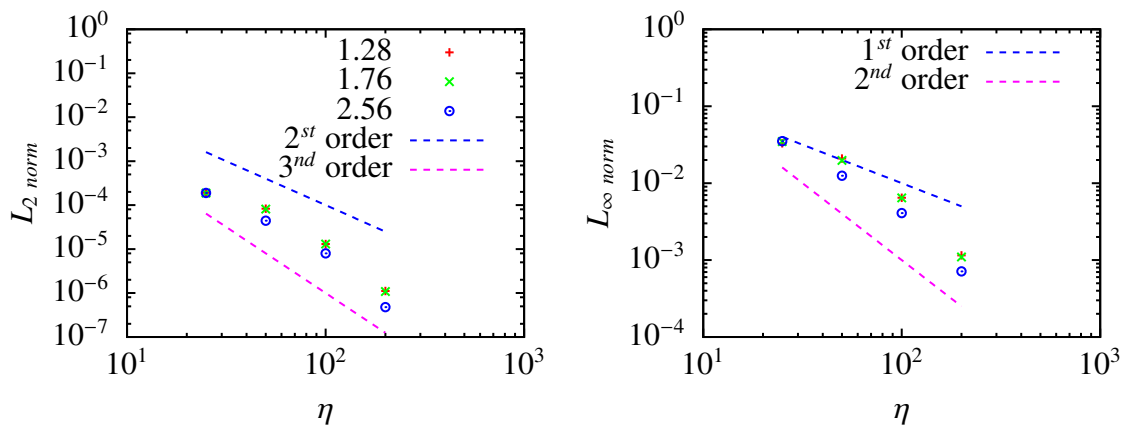 10^0
10^-1
10^-2
10^-3
10^-4
10^-5
10^-6
10^-7
L_2 norm
1.28
1.76
2.56
2^st order
3^nd order
10^1
10^2
10^3
η
10^0
10^-1
10^-2
10^-3
10^-4
L_∞ norm
1^st order
2^nd order
10^1
10^2
10^3
η